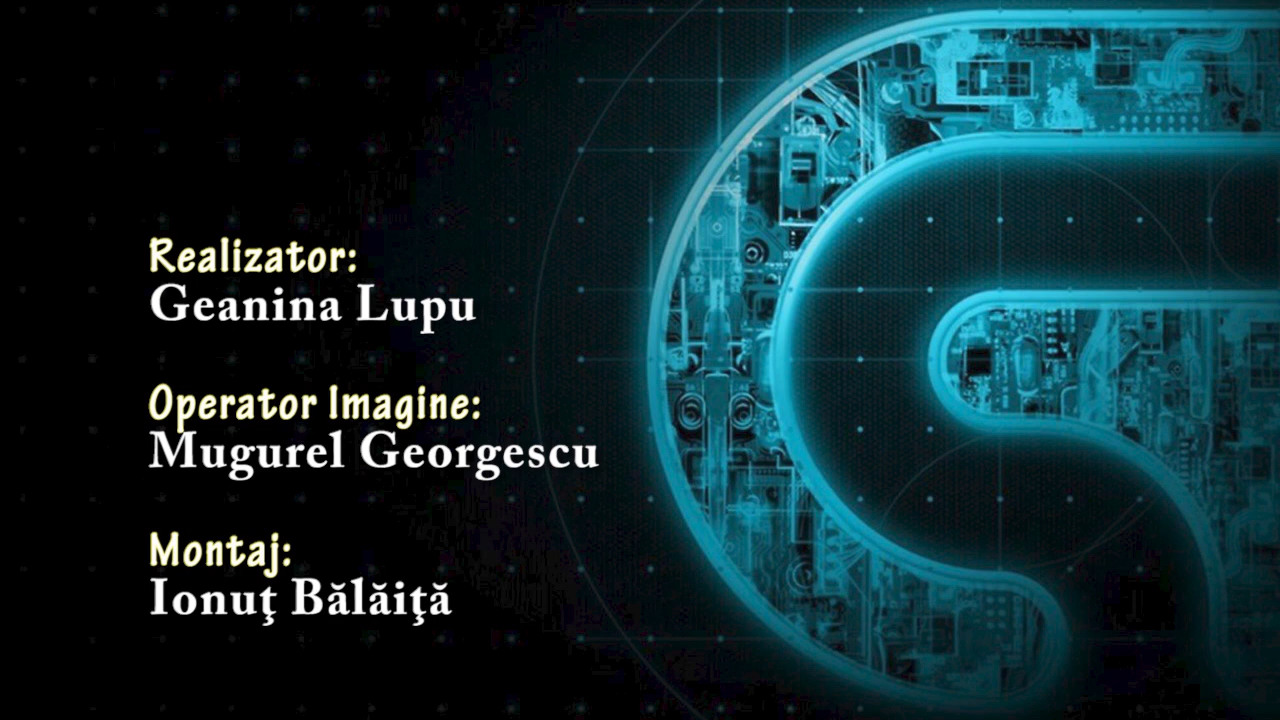 Realizator:
Geanina Lupu
Operator Imagine:
Mugurel Georgescu
Montaj:
Ionuţ Bălăiţă